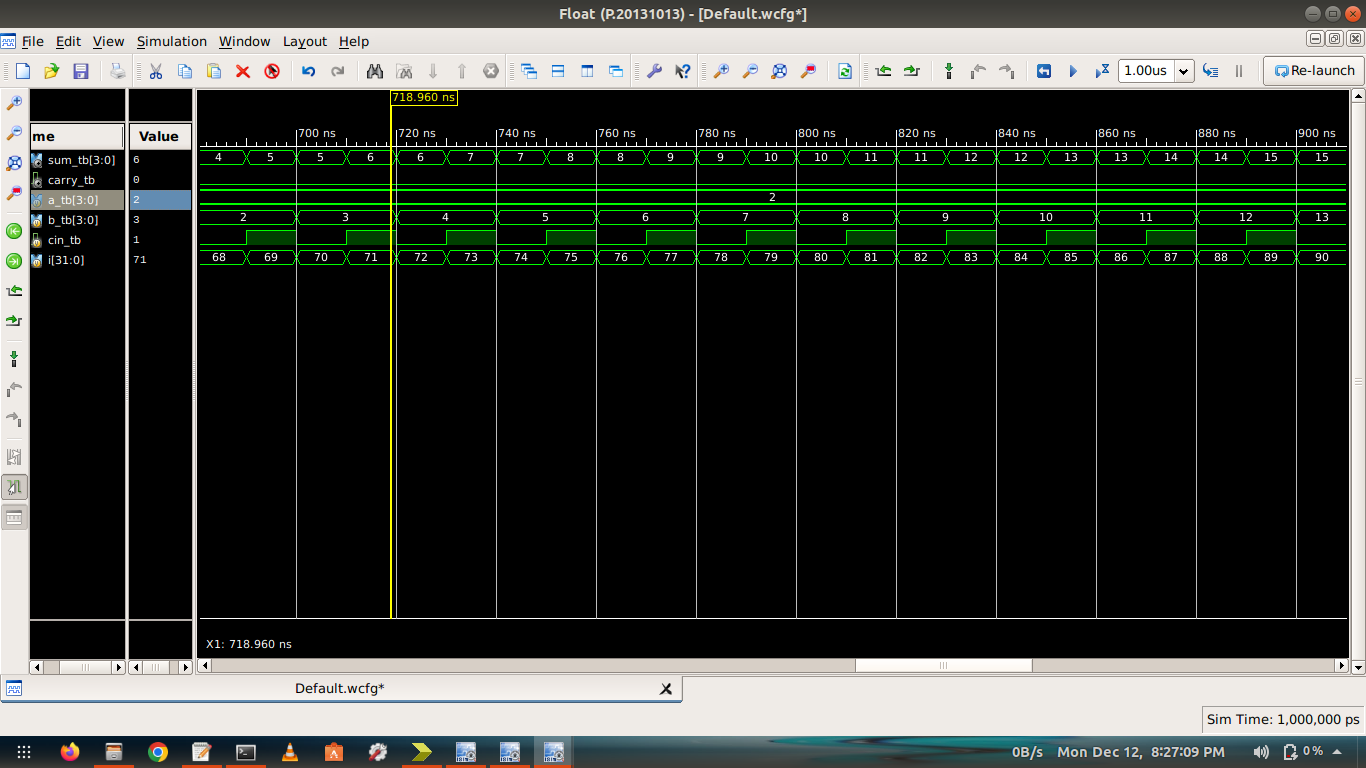 Float (P.20131013) - [Default.wcfg*]
File Edit View Simulation Window Layout Help
1.00us Re-launch
718.960 ns
me Value
700 ns 720 ns 740 ns 760 ns 780 ns 800 ns 820 ns 840 ns 860 ns 880 ns 900 ns
sum_tb[3:0] 6 4 5 5 6 6 7 7 8 8 9 9 10 10 11 11 12 12 13 13 14 14 15 15
carry_tb 0
a_tb[3:0] 2 2
b_tb[3:0] 3 2 3 4 5 6 7 8 9 10 11 12 13
cin_tb 1
i[31:0] 71 68 69 70 71 72 73 74 75 76 77 78 79 80 81 82 83 84 85 86 87 88 89 90
X1: 718.960 ns
Default.wcfg*
Sim Time: 1,000,000 ps
0B/s Mon Dec 12, 8:27:09 PM 0 %